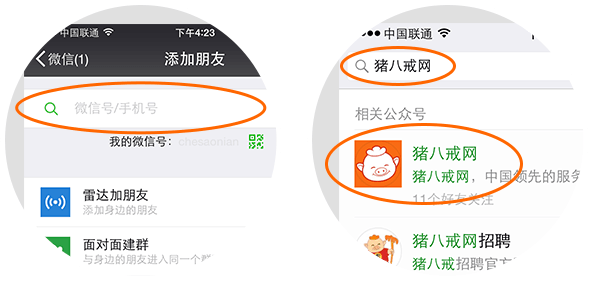 中国联通 下午4:23
微信(1) 添加朋友
微信号/手机号
我的微信号: chesaonian
雷达加朋友
添加身边的朋友
面对面建群
与身边的朋友进入同一个
中国联通
猪八戒网
相关公众号
猪八戒网
猪八戒网，中国领先的服务
11个好友关注
猪八戒网招聘
猪八戒招聘官方